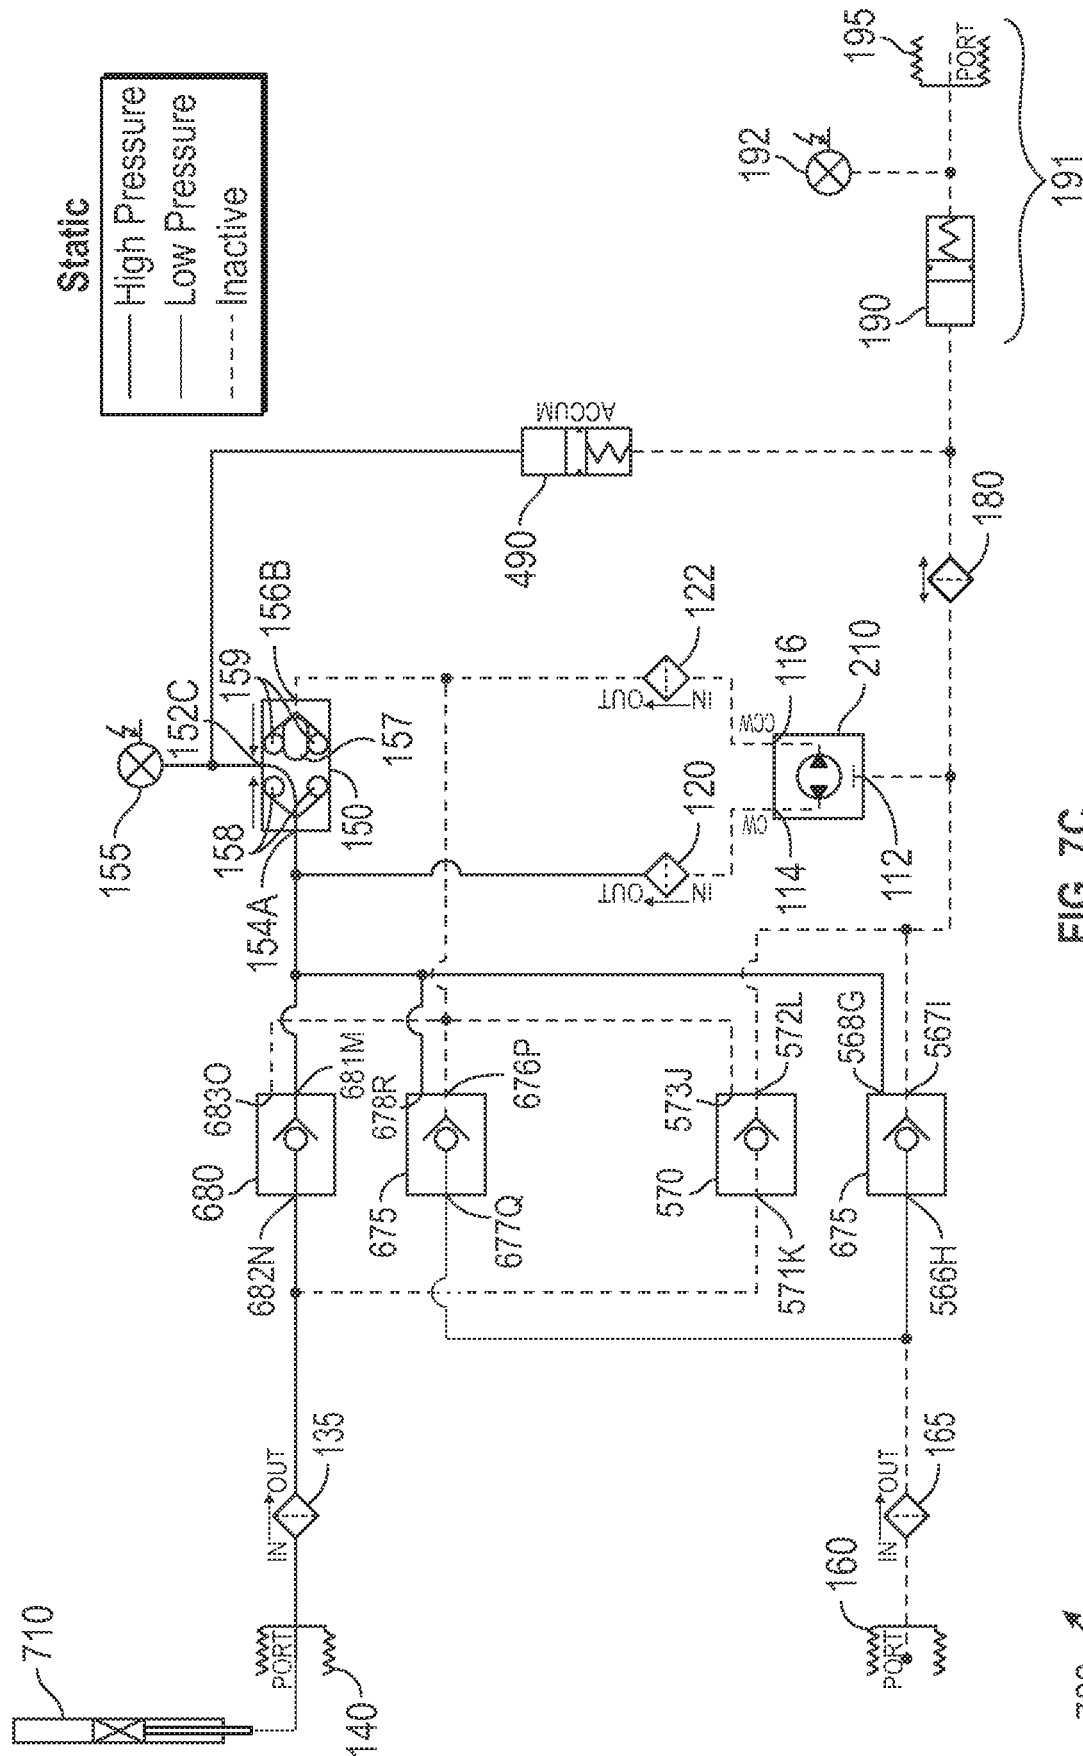 Static
High Pressure
Low Pressure
Inactive
155
152C
159
156B
158
154A
150
157
490
ACCUM
192
195
PORT
190
191
180
122
OUT
IN
120
OUT
IN
CCW
116
210
CW
114
112
680
683O
681M
682N
675
678R
676P
677Q
570
573J
572L
571K
675
568G
567I
566H
IN
OUT
135
PORT
140
710
IN
OUT
165
PORT
160
FIG. 7C